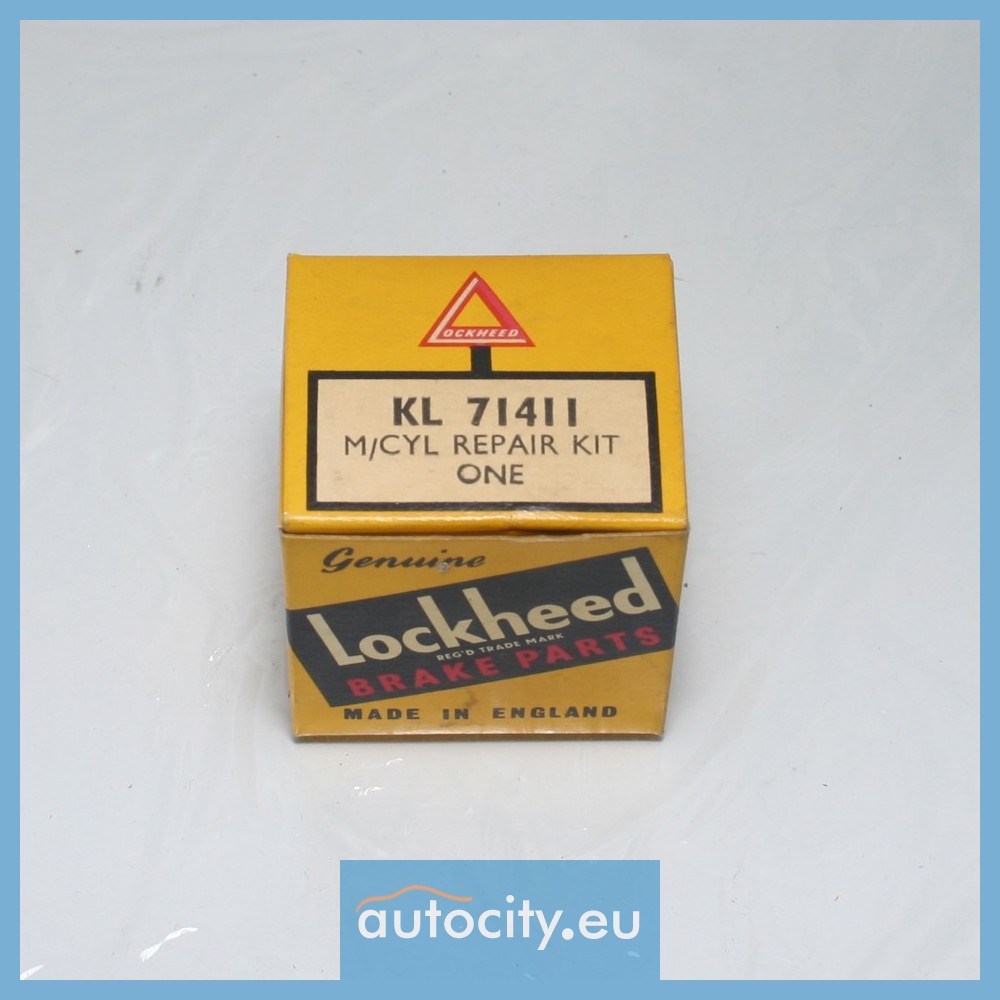 LOCKHEED
KL 71411
M/CYL REPAIR KIT
ONE
Genuine
Lockheed
REG'D TRADE MARK
BRAKE PARTS
MADE IN ENGLAND
autocity.eu